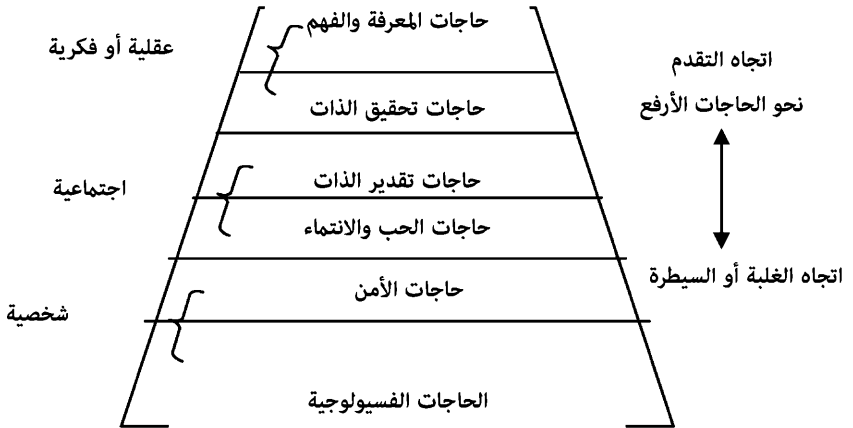 حاجات المعرفة والفهم
عقلية أو فكرية
اتجاه التقدم
نحو الحاجات الأرفع
حاجات تحقيق الذات
حاجات تقدير الذات
اجتماعية
حاجات الحب والانتماء
اتجاه الغلبة أو السيطرة
حاجات الأمن
شخصية
الحاجات الفسيولوجية